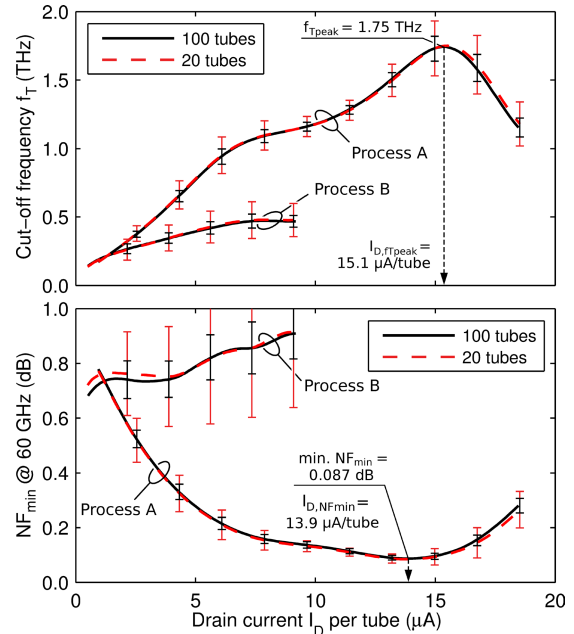 2.0
1.5
1.0
0.5
0.0
Cut-off frequency f_T (THz)
100 tubes
20 tubes
f_Tpeak = 1.75 THz
Process A
Process B
I_D,fTpeak =
15.1 μA/tube
1.0
0.8
0.6
0.4
0.2
0.0
NF_min @ 60 GHz (dB)
100 tubes
20 tubes
Process B
Process A
min. NF_min =
0.087 dB
I_D,NFmin =
13.9 μA/tube
0 5 10 15 20
Drain current I_D per tube (μA)